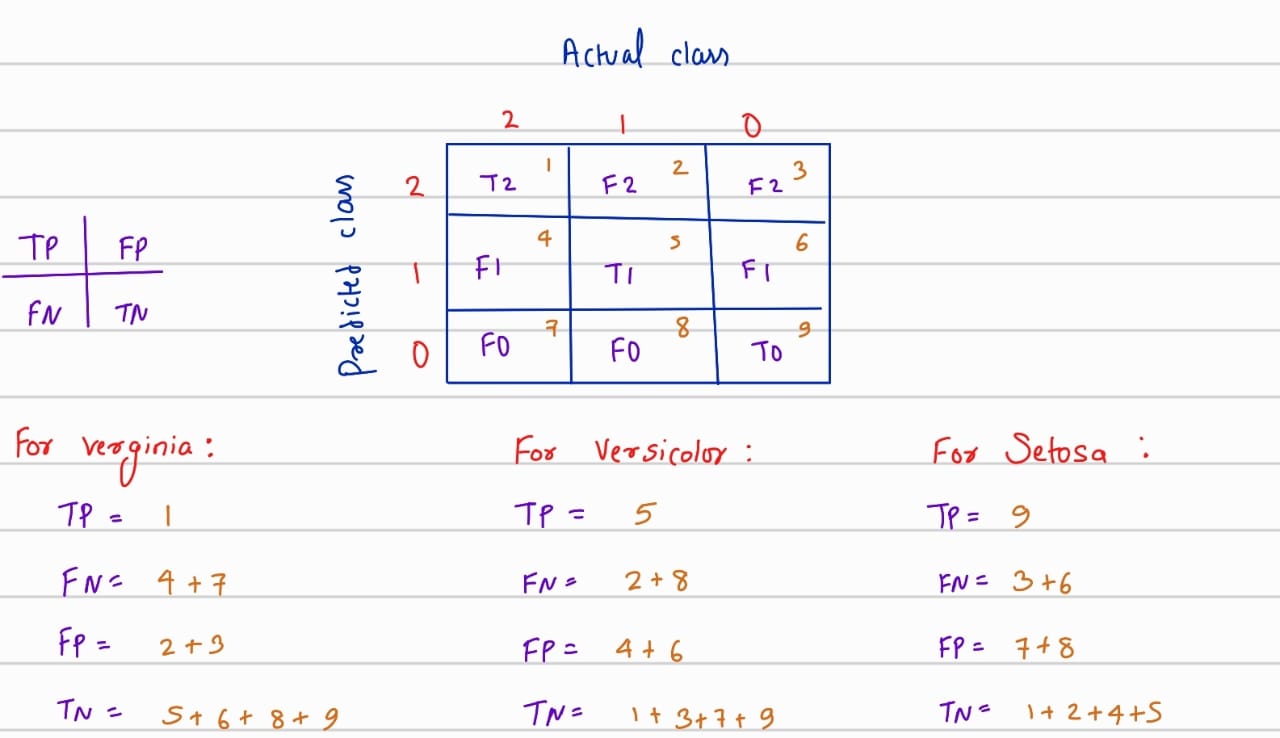 Actual class
2 1 0
Predicted class
2 T2 1 F2 2 F2 3
1 F1 4 T1 5 F1 6
0 F0 7 F0 8 T0 9
TP FP
FN TN
For verginia: For Versicolor: For Setosa:
TP = 1 TP = 5 TP = 9
FN = 4 + 7 FN = 2 + 8 FN = 3 + 6
FP = 2 + 3 FP = 4 + 6 FP = 7 + 8
TN = 5 + 6 + 8 + 9 TN = 1 + 3 + 7 + 9 TN = 1 + 2 + 4 + 5